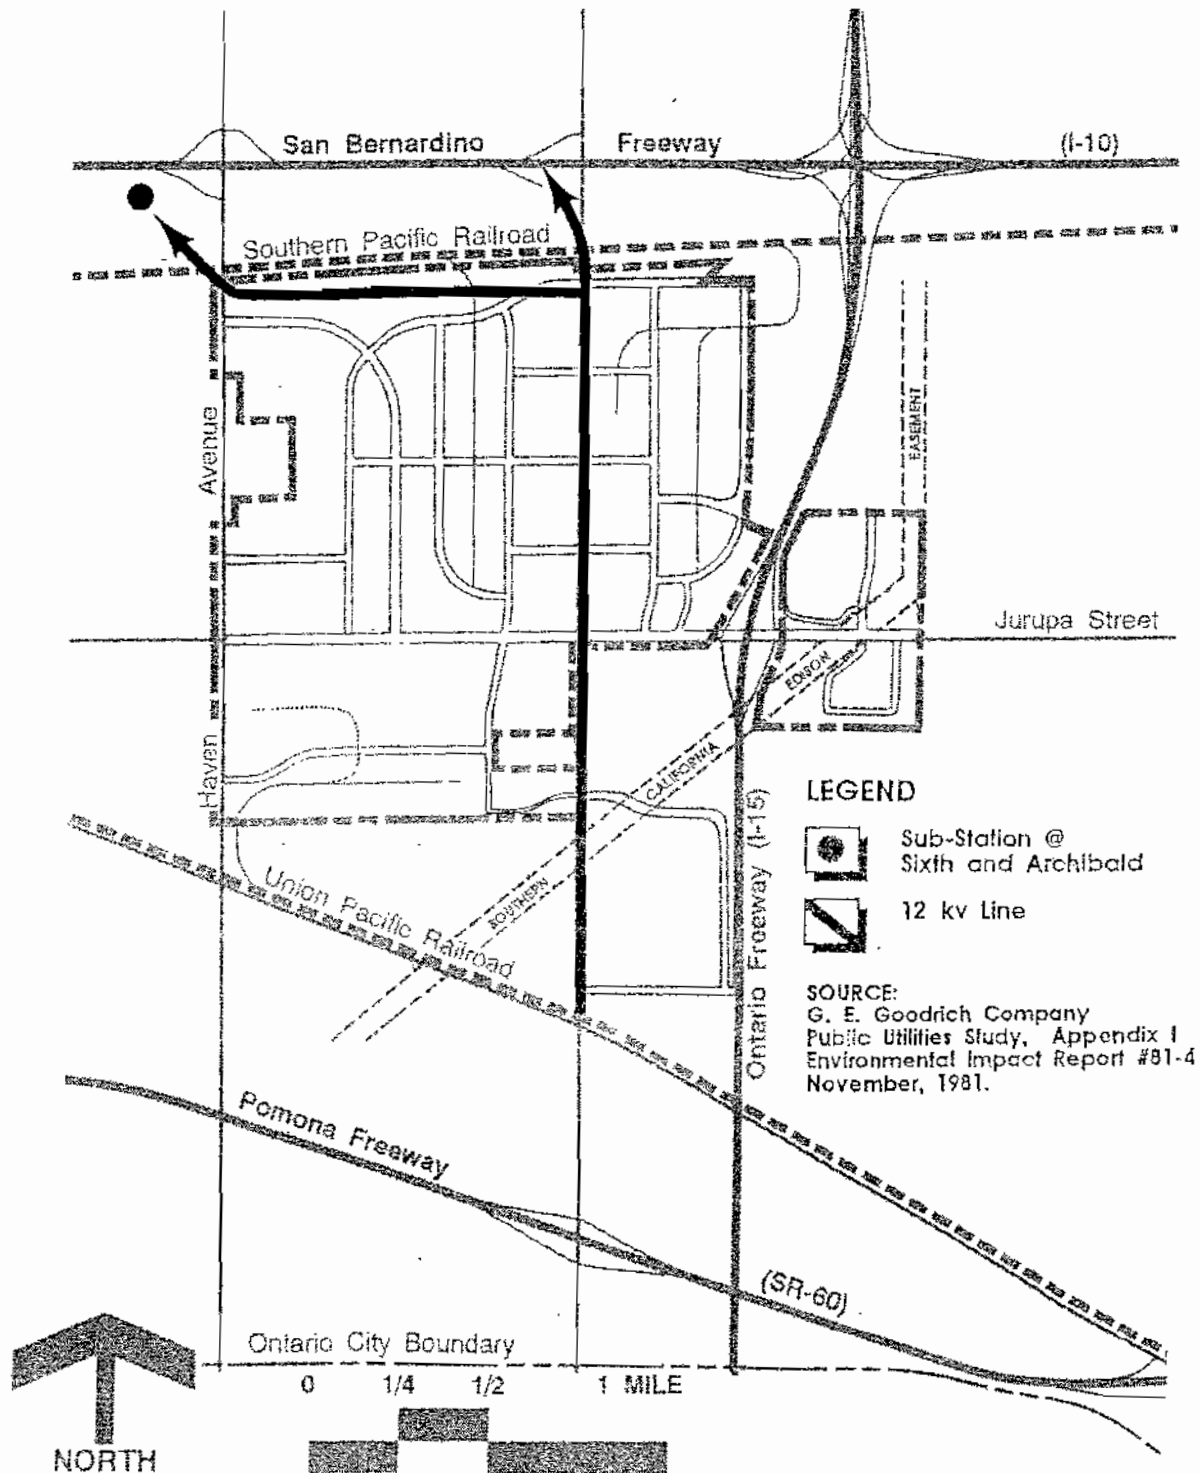 San Bernardino Freeway (I-10)
Southern Pacific Railroad
Avenue
EASEMENT
Jurupa Street
EDISON
CALIFORNIA
Haven
SOUTHERN
Union Pacific Railroad
Ontario Freeway (I-15)
LEGEND
Sub-Station @
Sixth and Archibald
12 kv Line
SOURCE:
G. E. Goodrich Company
Public Utilities Study, Appendix I
Environmental Impact Report #81-4
November, 1981.
Pomona Freeway
(SR-60)
Ontario City Boundary
0 1/4 1/2 1 MILE
NORTH